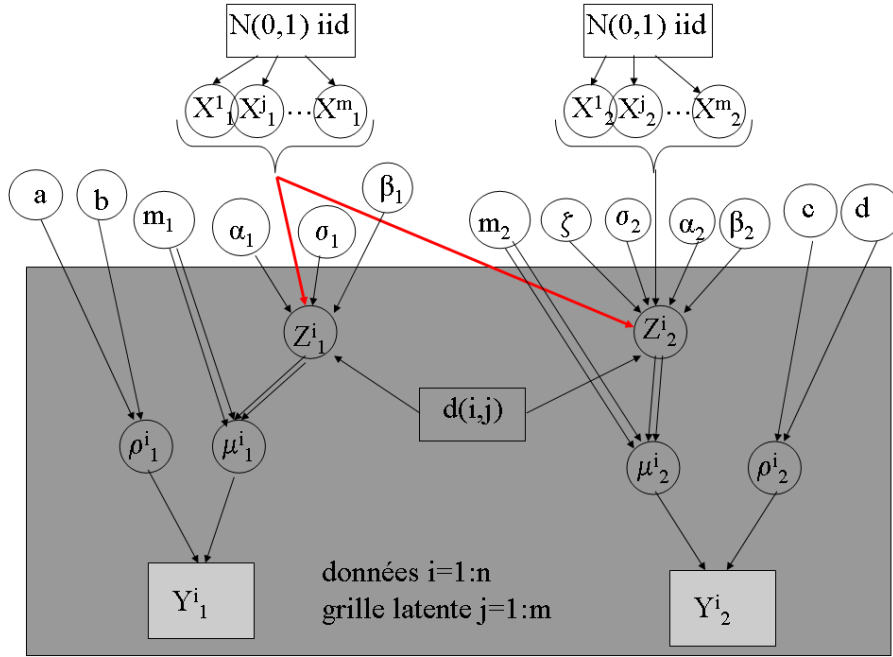 N(0,1) iid
N(0,1) iid
X¹₁ Xʲ₁ … Xᵐ₁
X¹₂ Xʲ₂ … Xᵐ₂
a
b
m₁
α₁
σ₁
β₁
m₂
ζ
σ₂
α₂
β₂
c
d
Zⁱ₁
Zⁱ₂
d(i,j)
ρⁱ₁
μⁱ₁
μⁱ₂
ρⁱ₂
données i=1:n
grille latente j=1:m
Yⁱ₁
Yⁱ₂